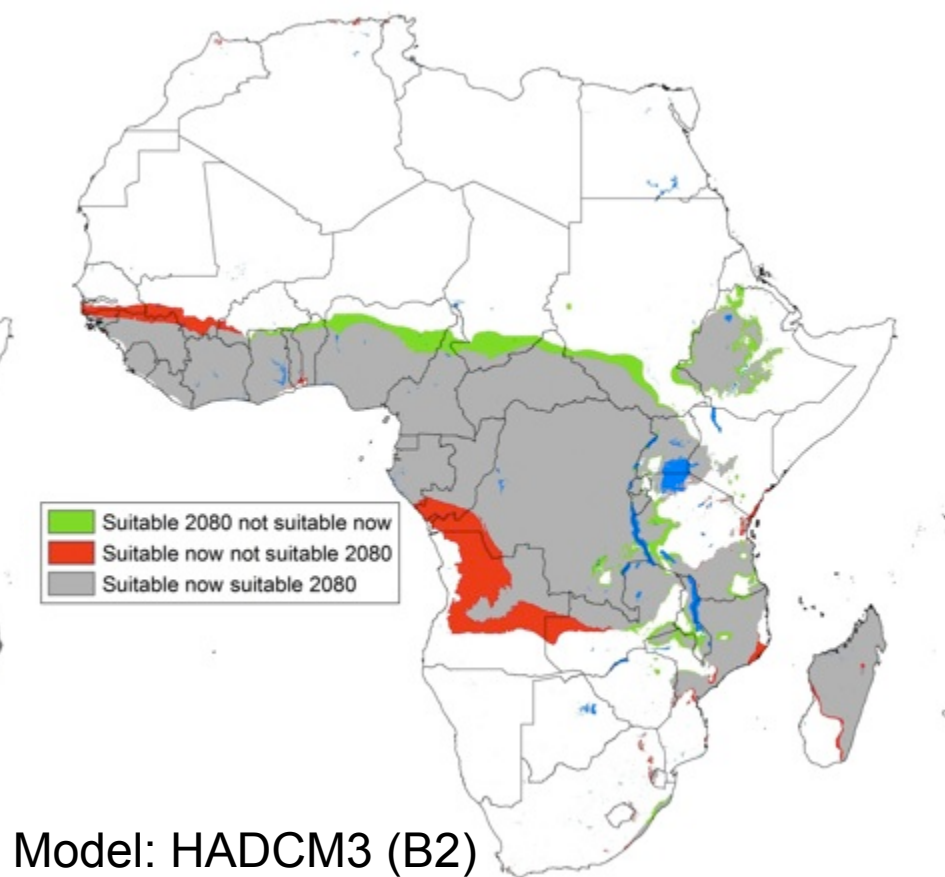 Suitable 2080 not suitable now
Suitable now not suitable 2080
Suitable now suitable 2080
Model: HADCM3 (B2)